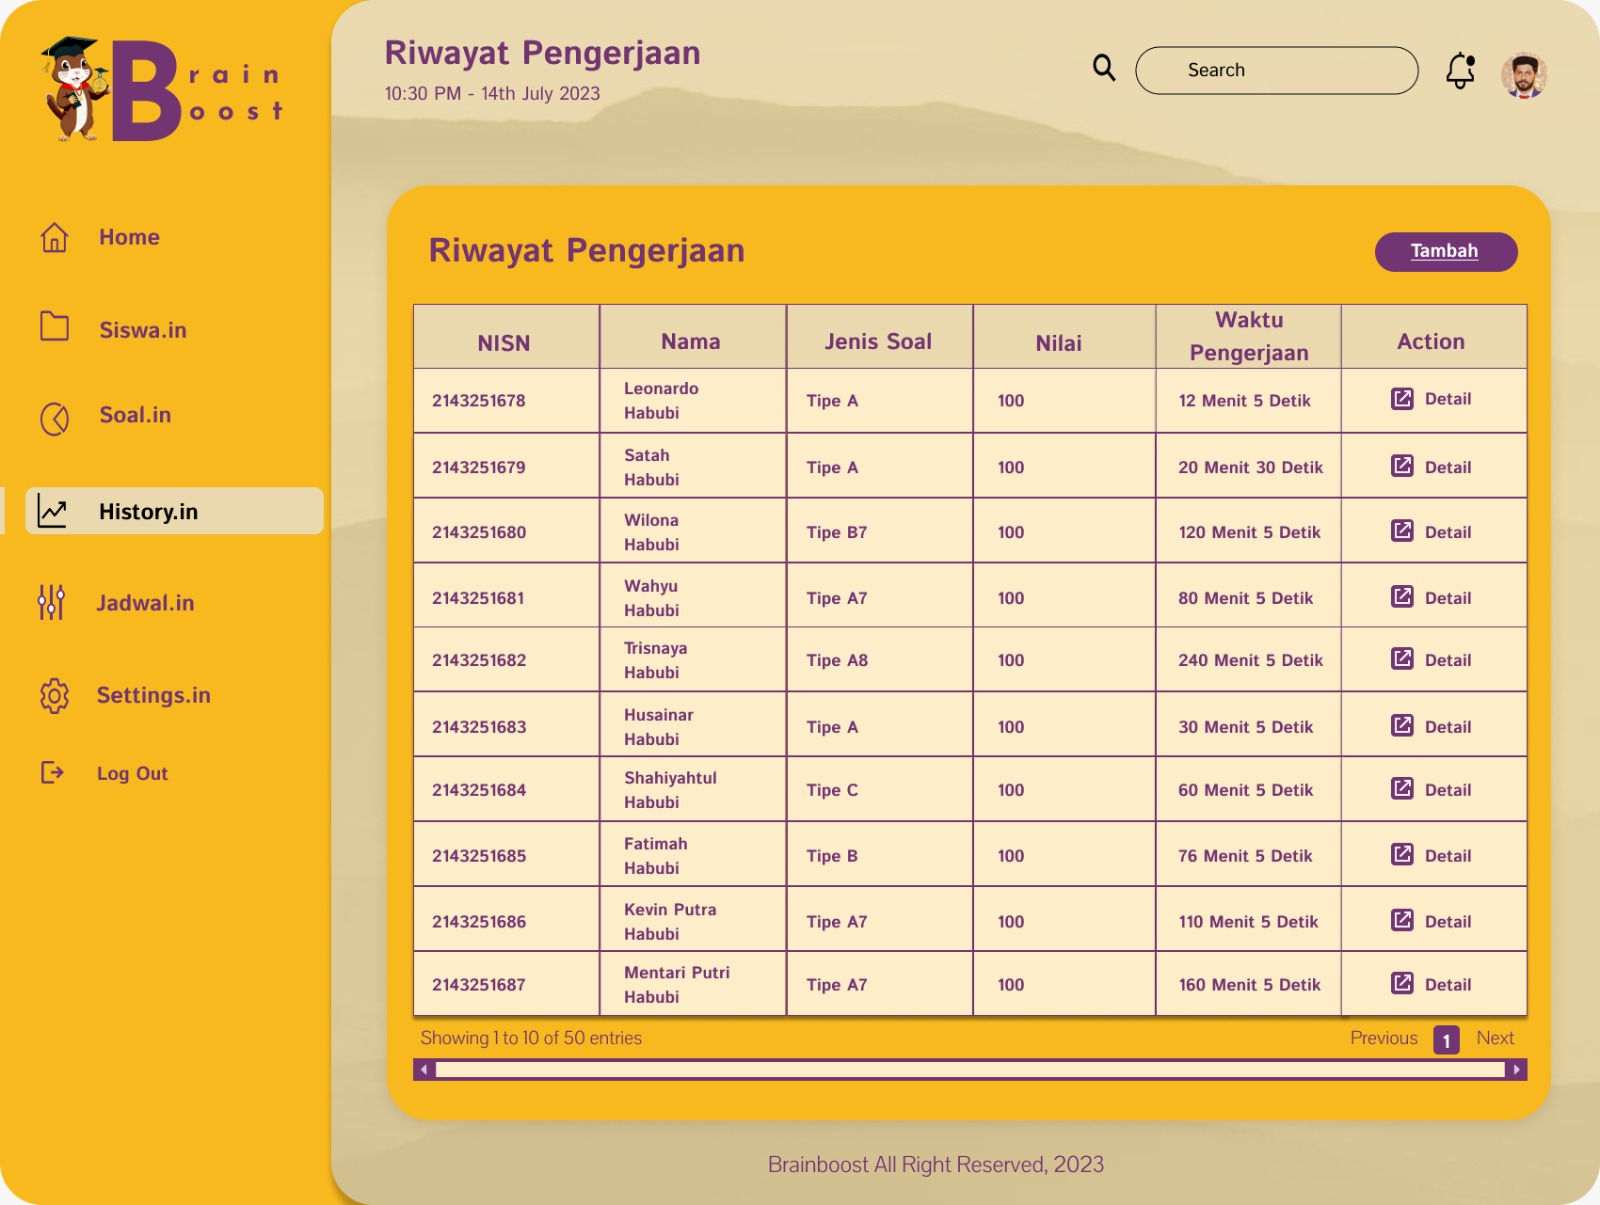 Brain
Boost
Home
Siswa.in
Soal.in
History.in
Jadwal.in
Settings.in
Log Out
Riwayat Pengerjaan
10:30 PM - 14th July 2023
Search
Riwayat Pengerjaan
Tambah
NISN Nama Jenis Soal Nilai Waktu Pengerjaan Action
2143251678 Leonardo Habubi Tipe A 100 12 Menit 5 Detik Detail
2143251679 Satah Habubi Tipe A 100 20 Menit 30 Detik Detail
2143251680 Wilona Habubi Tipe B7 100 120 Menit 5 Detik Detail
2143251681 Wahyu Habubi Tipe A7 100 80 Menit 5 Detik Detail
2143251682 Trisnaya Habubi Tipe A8 100 240 Menit 5 Detik Detail
2143251683 Husainar Habubi Tipe A 100 30 Menit 5 Detik Detail
2143251684 Shahiyahtul Habubi Tipe C 100 60 Menit 5 Detik Detail
2143251685 Fatimah Habubi Tipe B 100 76 Menit 5 Detik Detail
2143251686 Kevin Putra Habubi Tipe A7 100 110 Menit 5 Detik Detail
2143251687 Mentari Putri Habubi Tipe A7 100 160 Menit 5 Detik Detail
Showing 1 to 10 of 50 entries
Previous 1 Next
Brainboost All Right Reserved, 2023